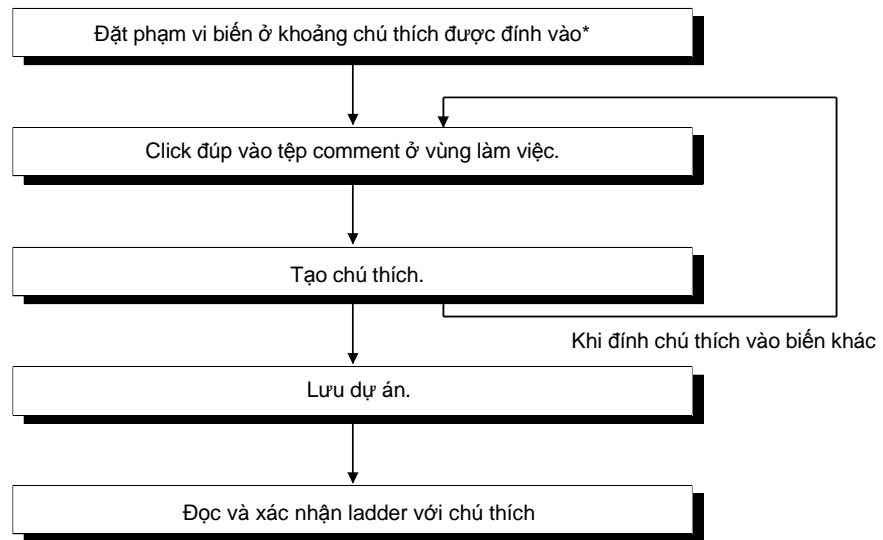 Đặt phạm vi biến ở khoảng chú thích được đính vào*
Click đúp vào tệp comment ở vùng làm việc.
Tạo chú thích.
Khi đính chú thích vào biến khác
Lưu dự án.
Đọc và xác nhận ladder với chú thích